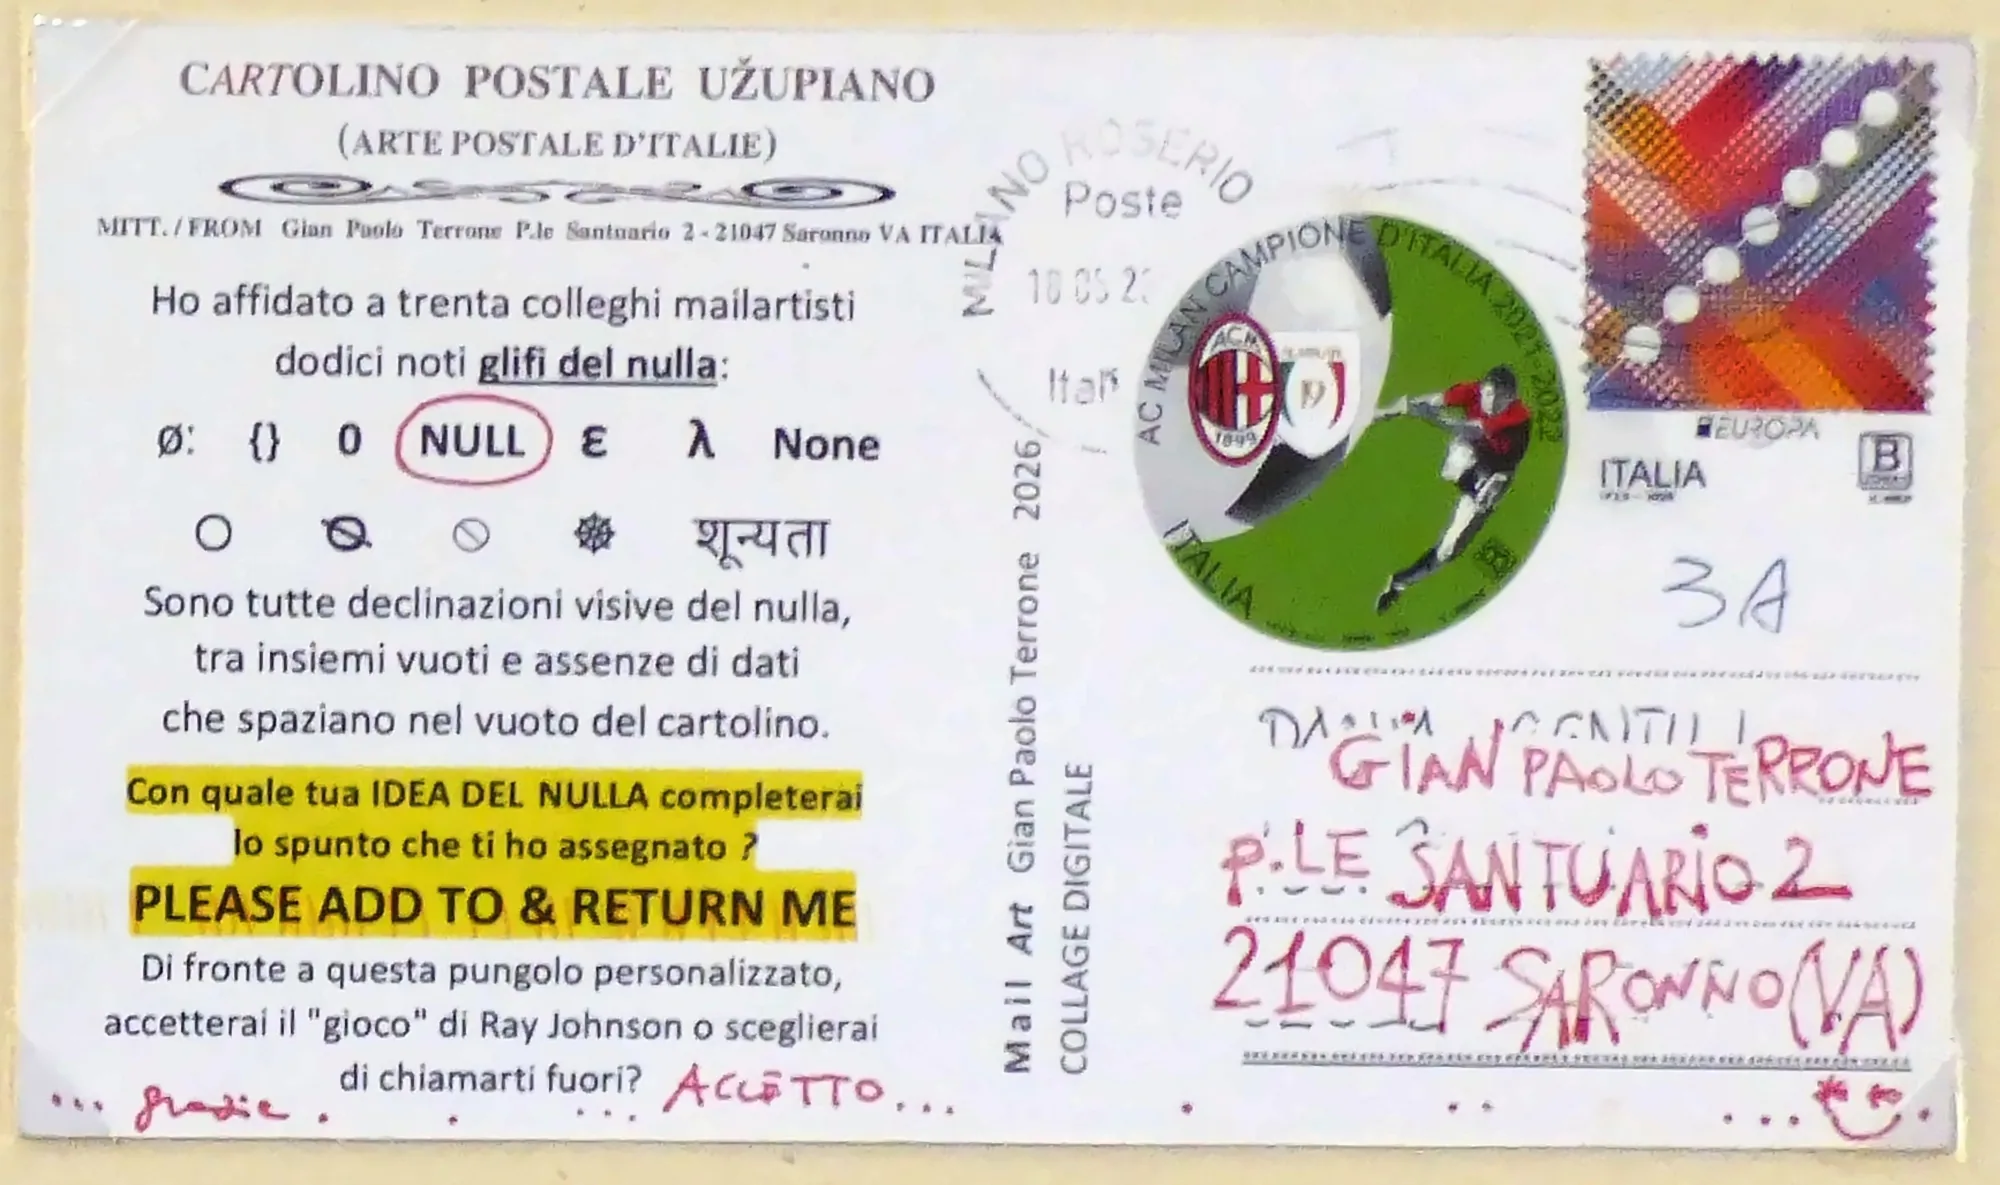 CARTOLINO POSTALE UŽUPIANO
(ARTE POSTALE D'ITALIE)
MITT. / FROM Gian Paolo Terrone P.le Santuario 2 - 21047 Saronno VA ITALIA
Ho affidato a trenta colleghi mailartisti
dodici noti glifi del nulla:
Ø: {} 0 NULL ε λ None
शून्यता
Sono tutte declinazioni visive del nulla,
tra insiemi vuoti e assenze di dati
che spaziano nel vuoto del cartolino.
Con quale tua IDEA DEL NULLA completerai
lo spunto che ti ho assegnato ?
PLEASE ADD TO & RETURN ME
Di fronte a questa pungolo personalizzato,
accetterai il "gioco" di Ray Johnson o sceglierai
di chiamarti fuori? ACCETTO...
... grazie .
Mail Art Gian Paolo Terrone 2026
COLLAGE DIGITALE
MILANO ROSERIO
Poste
AC MILAN CAMPIONE D'ITALIA 2021-2022
A.C.M.
1899
19
ITALIA
EUROPA
ITALIA
B
3A
GIAN PAOLO TERRONE
P.LE SANTUARIO 2
21047 SARONNO (VA)